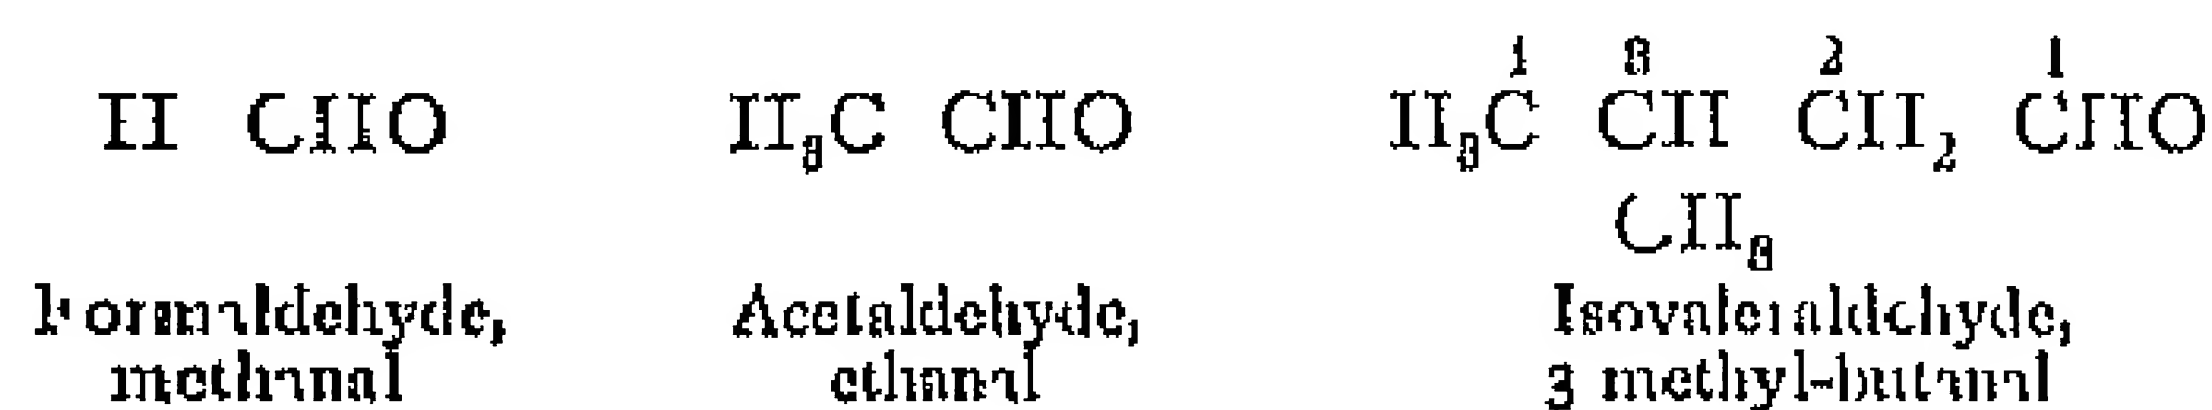 4 3 2 1
H CHO H₃C CHO H₃C CH CH₂ CHO
CH₃
Formaldehyde, Acetaldehyde, Isovaleraldehyde,
methanal ethanal 3 methyl-butanal